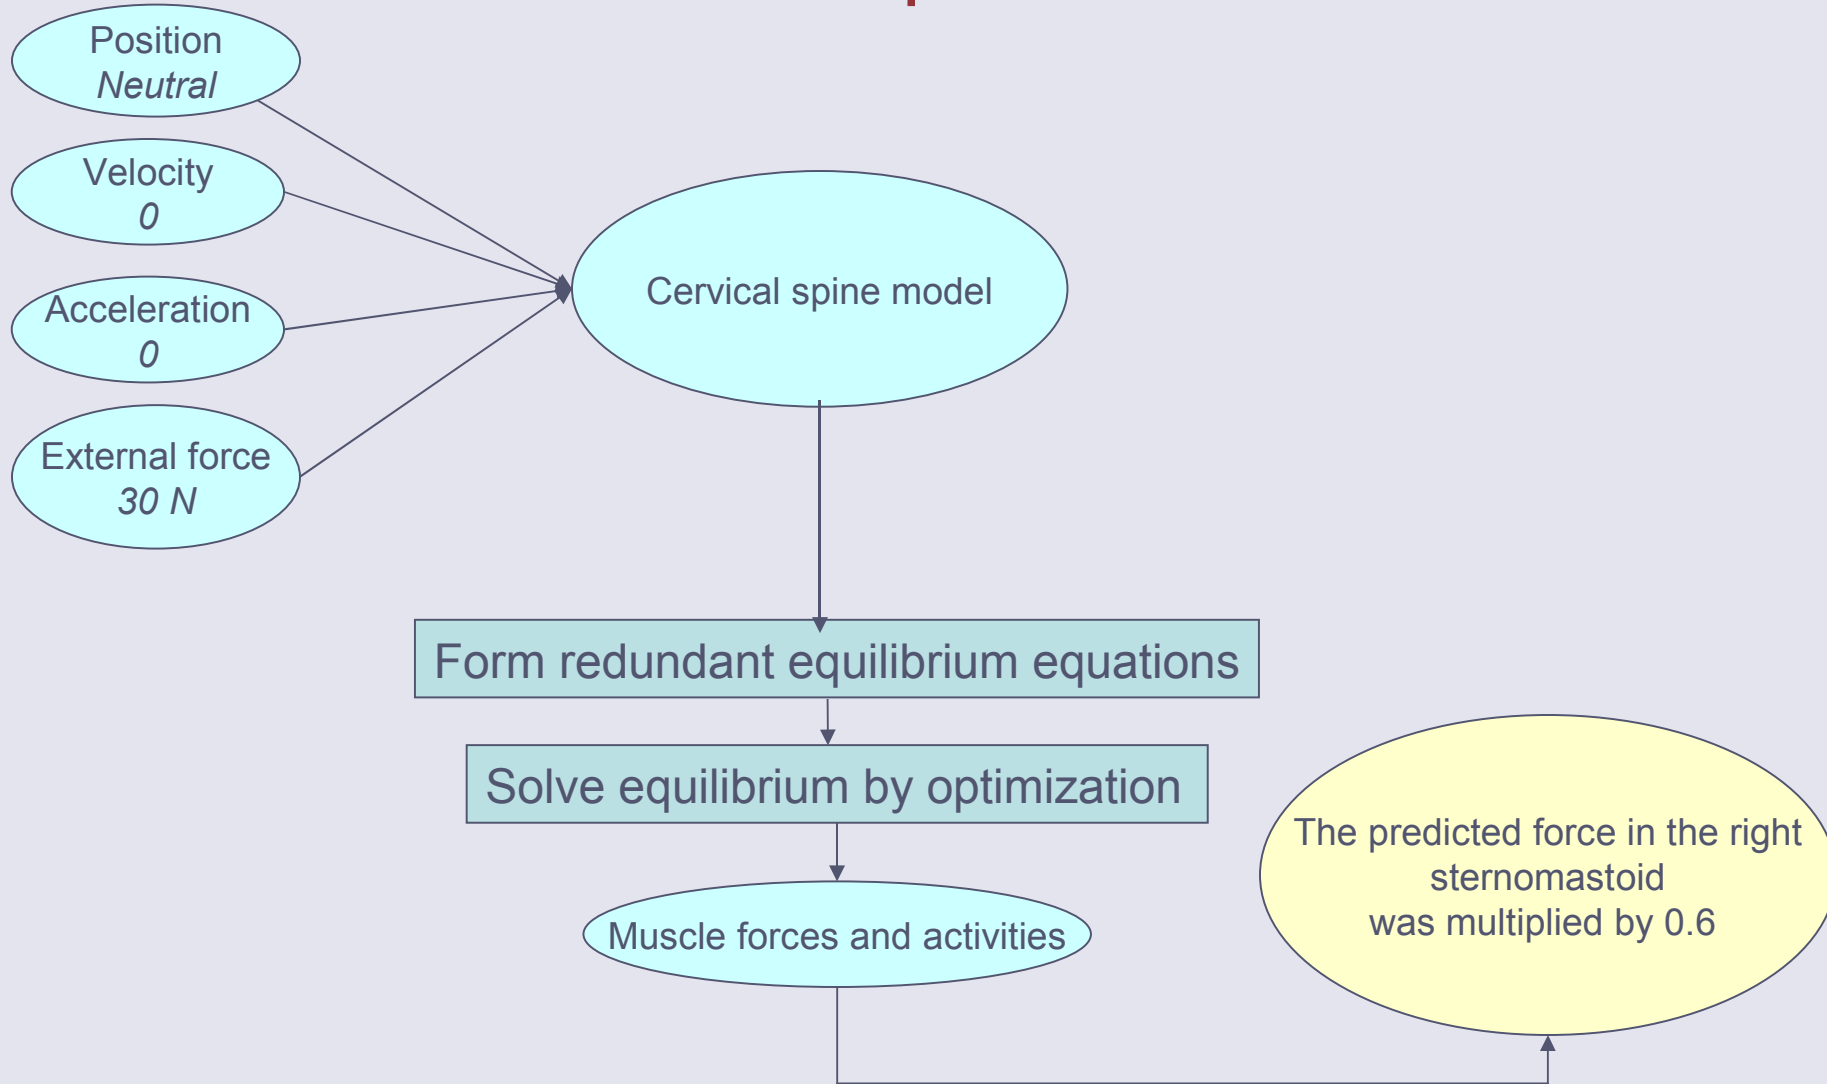 Position
Neutral
Velocity
0
Acceleration
0
External force
30 N
Cervical spine model
Form redundant equilibrium equations
Solve equilibrium by optimization
Muscle forces and activities
The predicted force in the right
sternomastoid
was multiplied by 0.6